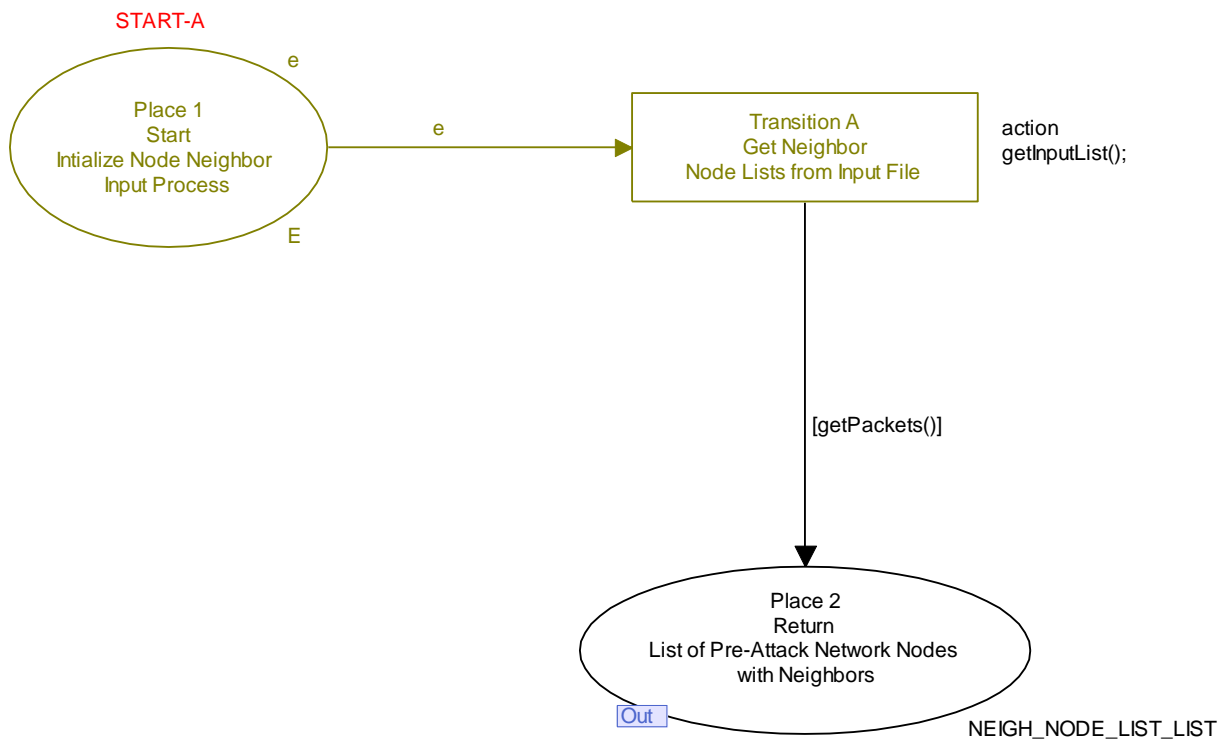 START-A
e
Place 1
Start
Intialize Node Neighbor
Input Process
E
e
Transition A
Get Neighbor
Node Lists from Input File
action
getInputList();
[getPackets()]
Place 2
Return
List of Pre-Attack Network Nodes
with Neighbors
Out
NEIGH_NODE_LIST_LIST